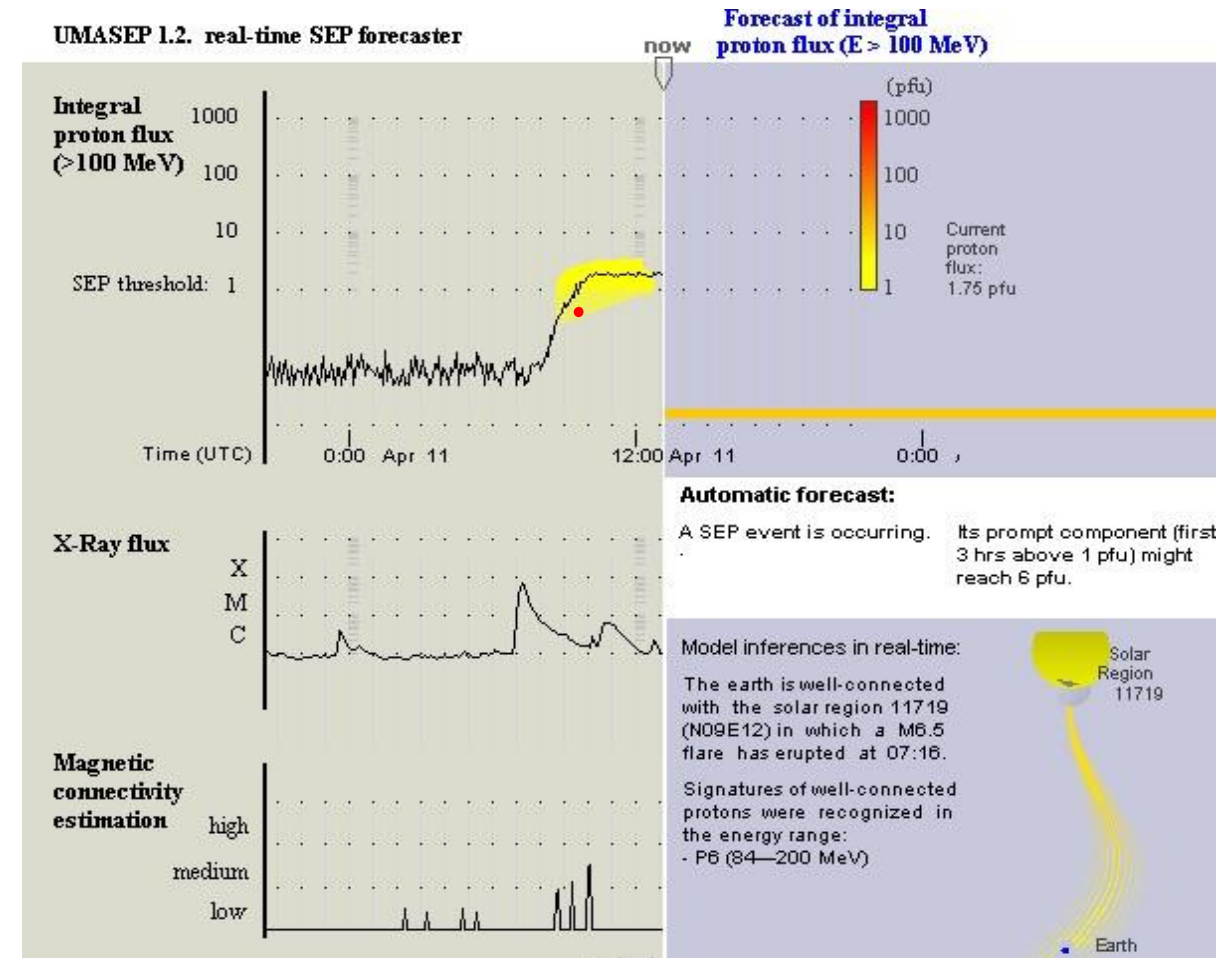 UMASEP 1.2. real-time SEP forecaster
Forecast of integral
proton flux (E > 100 MeV)
now
Integral
proton flux
(>100 MeV)
1000
100
10
SEP threshold: 1
(pfu)
1000
100
10
1
Current
proton
flux:
1.75 pfu
Time (UTC)
0:00 Apr 11
12:00 Apr 11
0:00
X-Ray flux
X
M
C
Automatic forecast:
A SEP event is occurring.
.
Its prompt component (first
3 hrs above 1 pfu) might
reach 6 pfu.
Magnetic
connectivity
estimation
high
medium
low
Model inferences in real-time:
The earth is well-connected
with the solar region 11719
(N09E12) in which a M6.5
flare has erupted at 07:16.
Signatures of well-connected
protons were recognized in
the energy range:
- P6 (84—200 MeV)
Solar
Region
11719
Earth